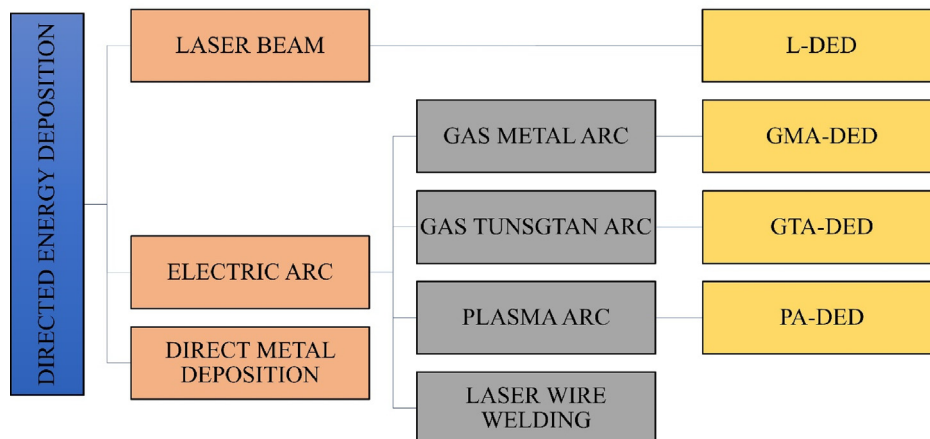 DIRECTED ENERGY DEPOSITION
LASER BEAM
L-DED
GAS METAL ARC
GMA-DED
GAS TUNSGTAN ARC
GTA-DED
ELECTRIC ARC
PLASMA ARC
PA-DED
DIRECT METAL
DEPOSITION
LASER WIRE
WELDING